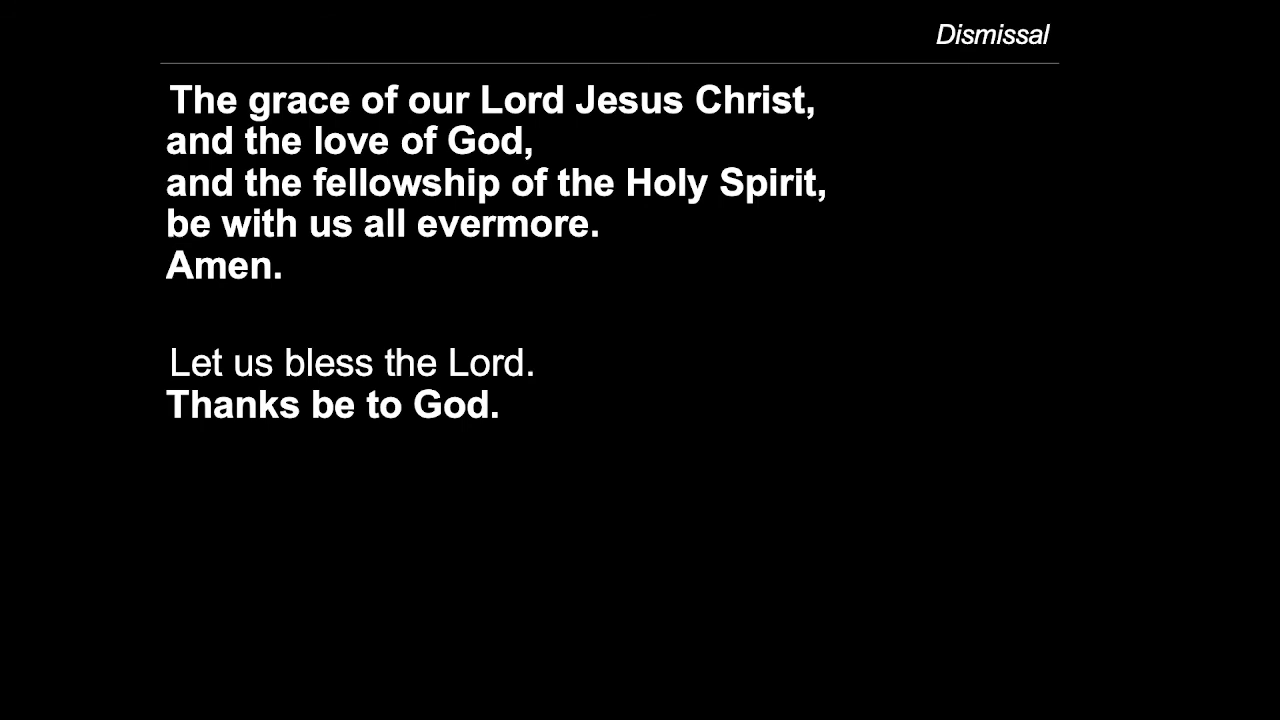 Dismissal
The grace of our Lord Jesus Christ,
and the love of God,
and the fellowship of the Holy Spirit,
be with us all evermore.
Amen.
Let us bless the Lord.
Thanks be to God.